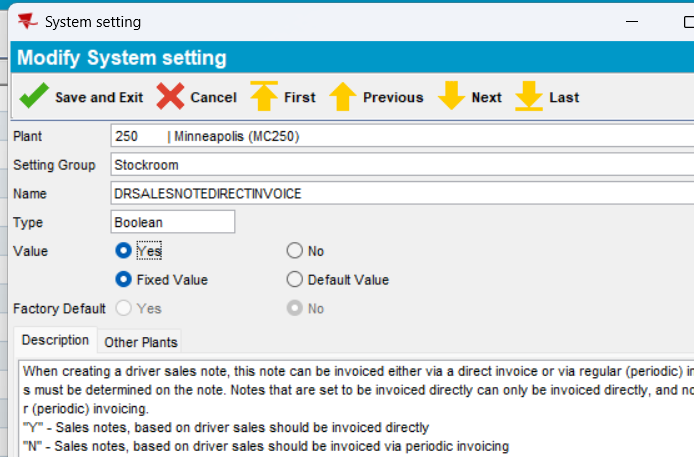 System setting
Modify System setting
Save and Exit Cancel First Previous Next Last
Plant 250 | Minneapolis (MC250)
Setting Group Stockroom
Name DRSALESNOTEDIRECTINVOICE
Type Boolean
Value Yes No
Fixed Value Default Value
Factory Default Yes No
Description Other Plants
When creating a driver sales note, this note can be invoiced either via a direct invoice or via regular (periodic) in
s must be determined on the note. Notes that are set to be invoiced directly can only be invoiced directly, and no
r (periodic) invoicing.
"Y" - Sales notes, based on driver sales should be invoiced directly
"N" - Sales notes, based on driver sales should be invoiced via periodic invoicing